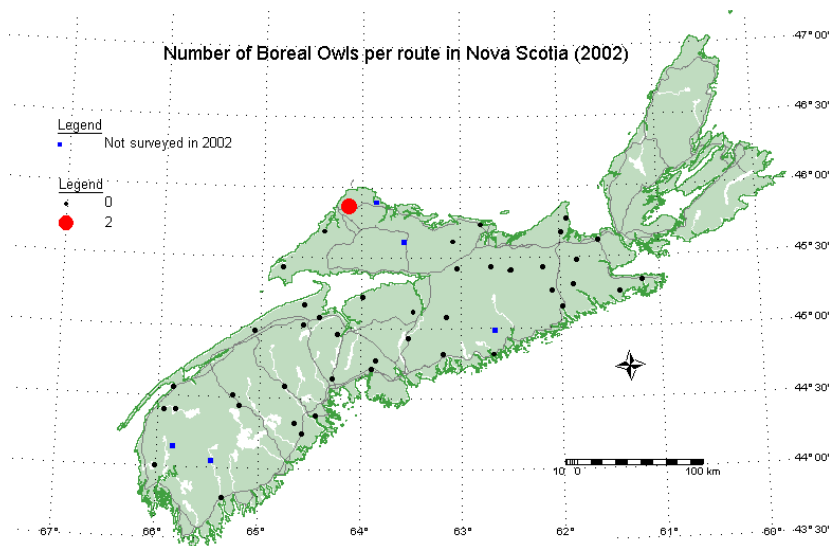 Number of Boreal Owls per route in Nova Scotia (2002)
Legend
Not surveyed in 2002
Legend
0
2
-47°00'
-46°30'
-46°00'
-45°30'
-45°00'
-44°30'
-44°00'
-43°30'
10 0 100 km
-67° -66° -65° -64° -63° -62° -61° -60°